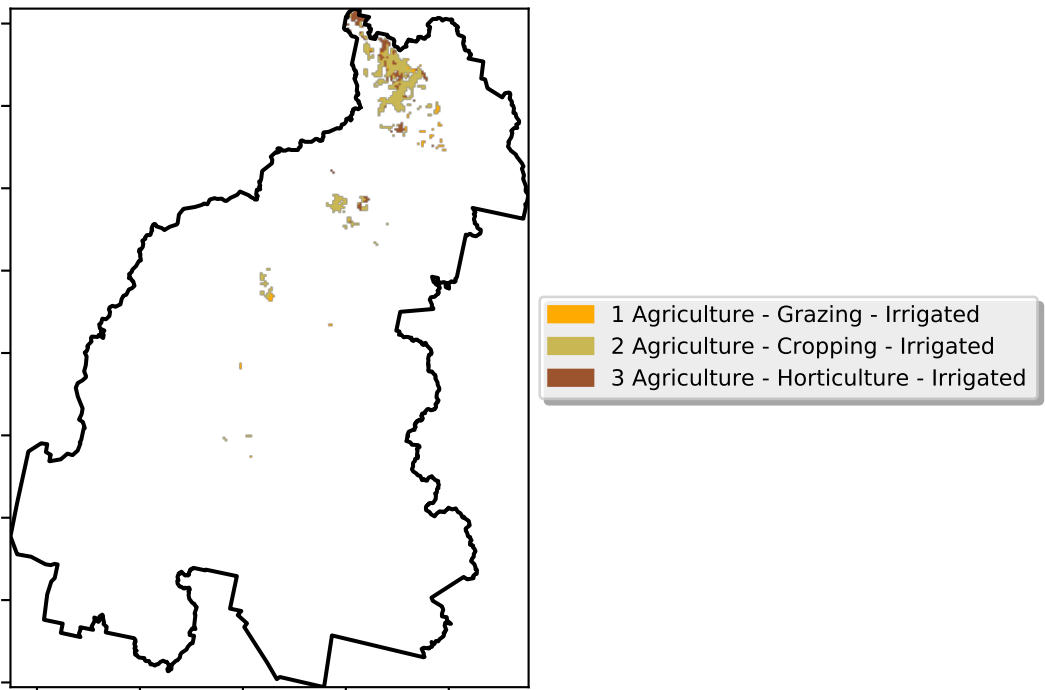 1 Agriculture - Grazing - Irrigated
2 Agriculture - Cropping - Irrigated
3 Agriculture - Horticulture - Irrigated